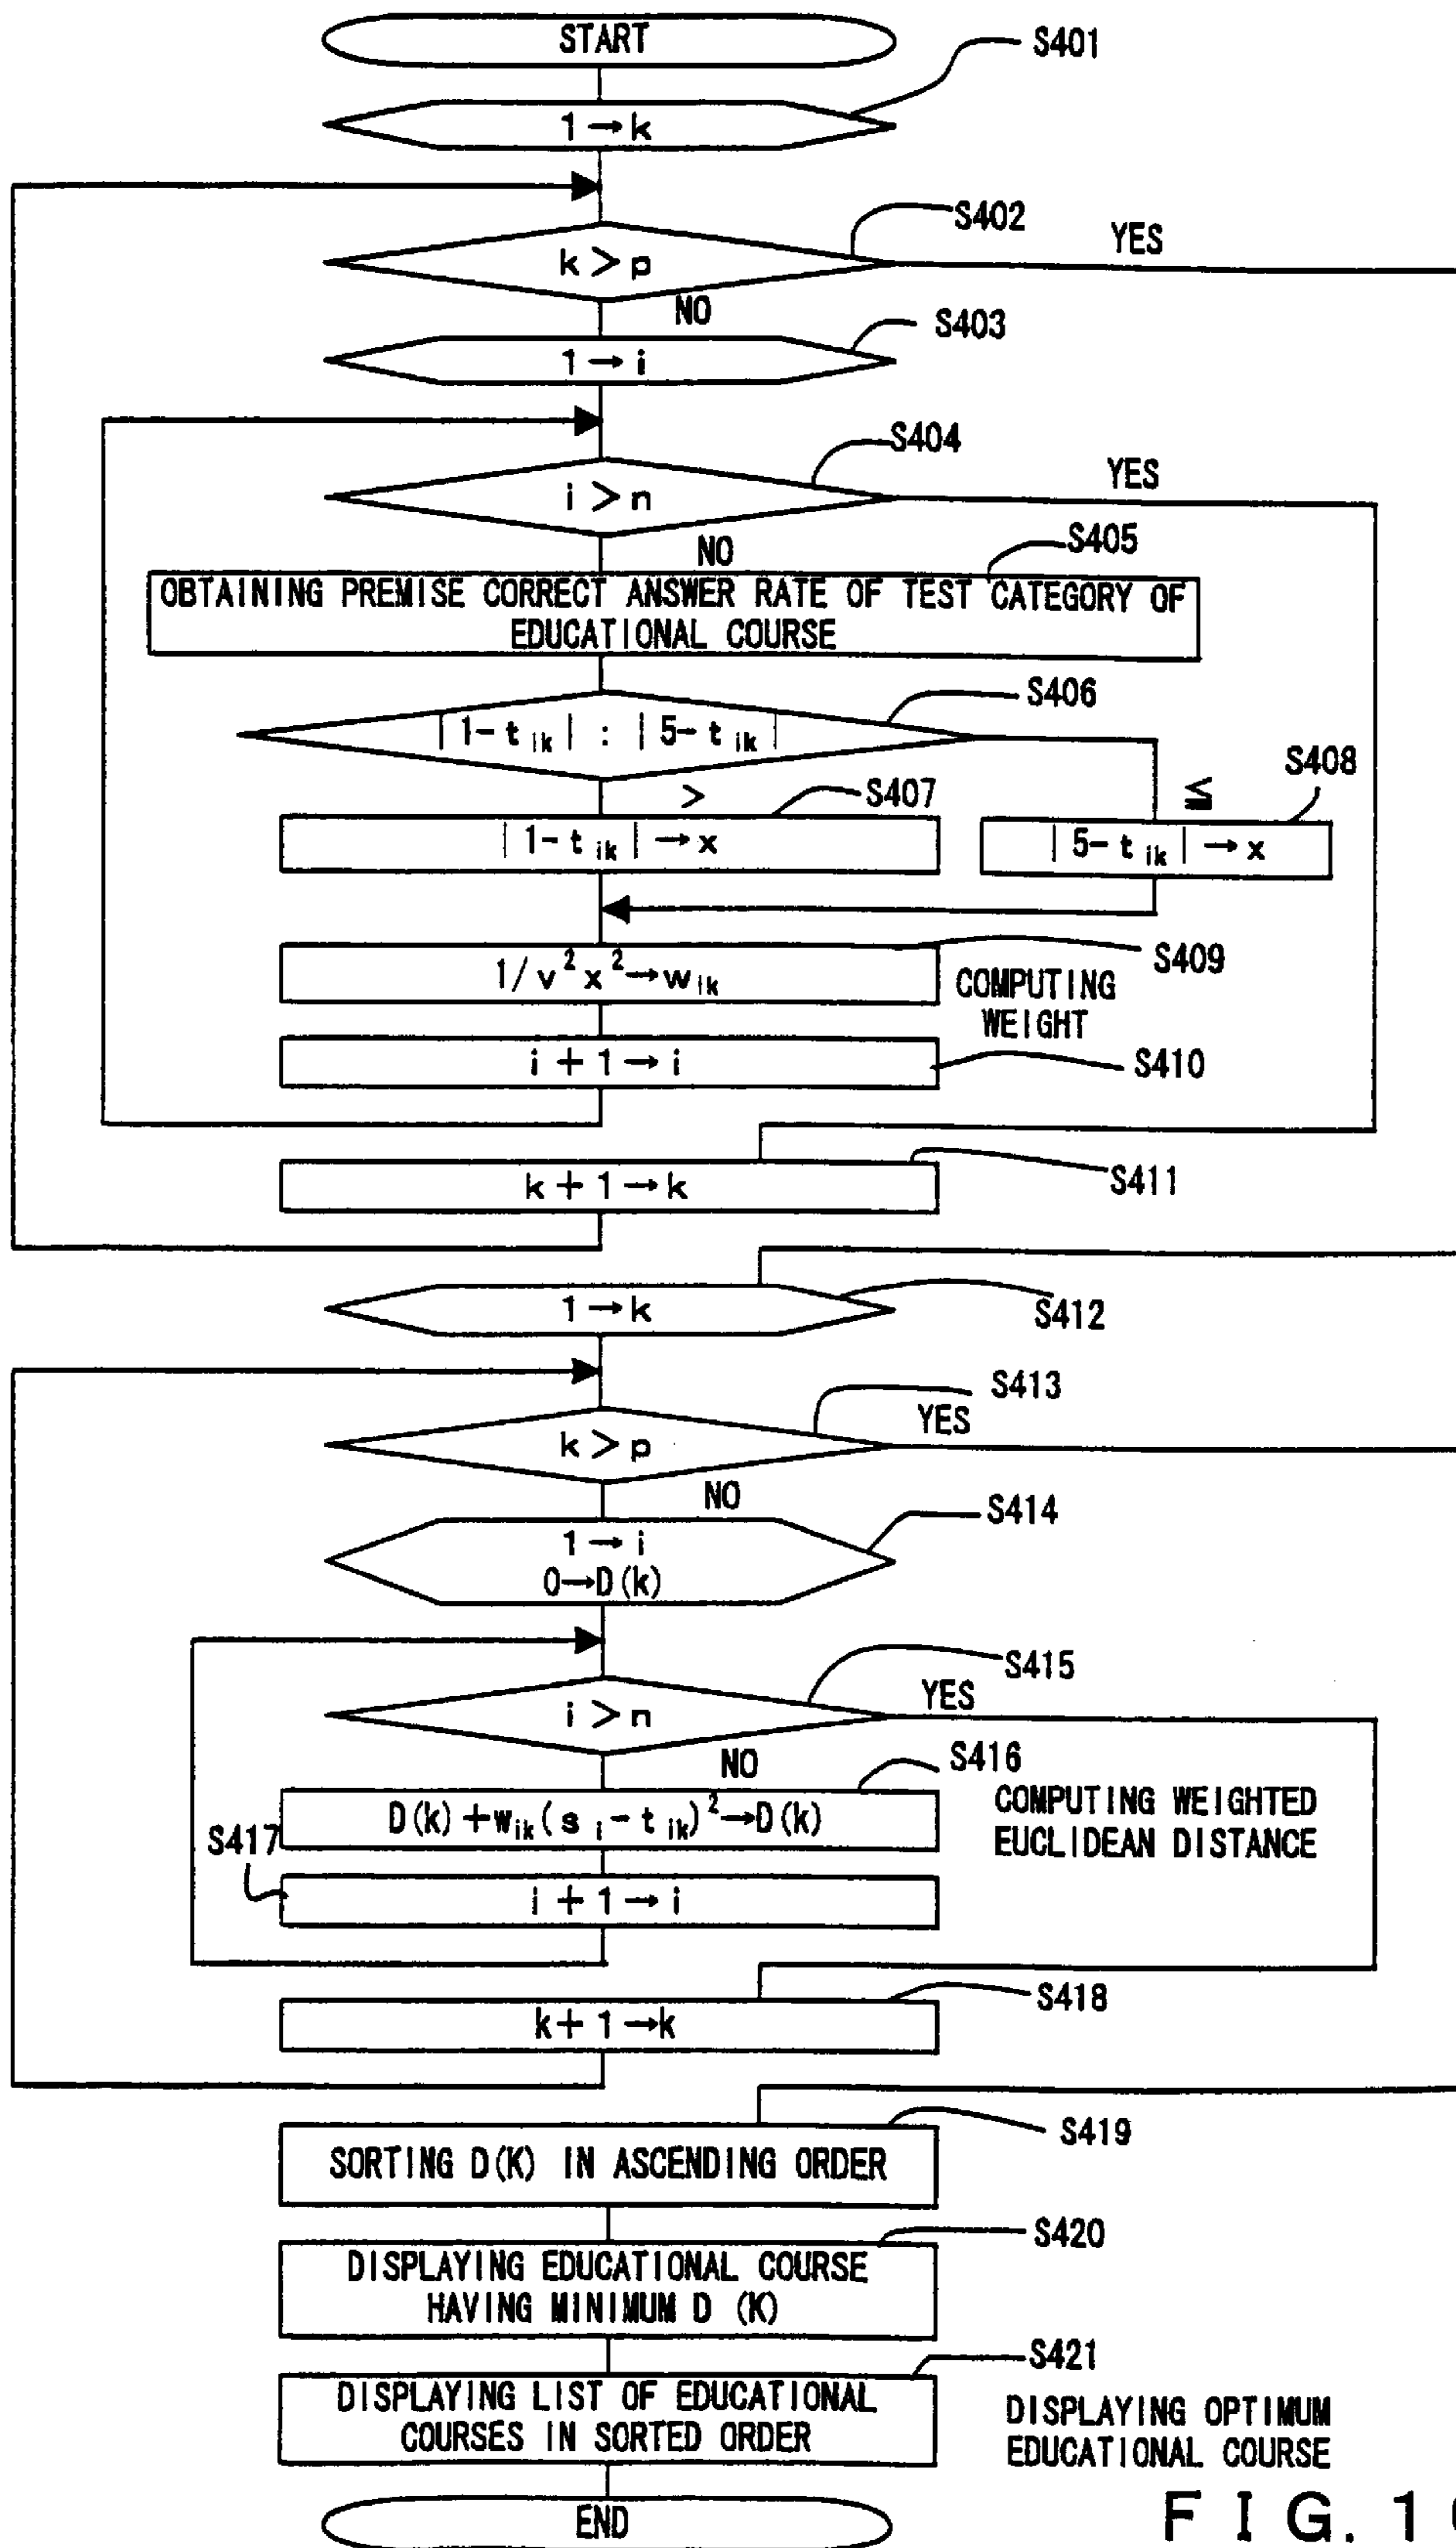 START
S401
1→k
S402
k>p
YES
NO
S403
1→i
S404
i>n
YES
NO
S405
OBTAINING PREMISE CORRECT ANSWER RATE OF TEST CATEGORY OF
EDUCATIONAL COURSE
S406
|1-t ik| : |5-t ik|
>
S407
≦
S408
|1-t ik|→x
|5-t ik|→x
S409
1/v²x²→w ik
COMPUTING
WEIGHT
i+1→i
S410
k+1→k
S411
1→k
S412
S413
k>p
YES
NO
S414
1→i
0→D(k)
S415
i>n
YES
NO
S416
D(k)+w ik(s i-t ik)²→D(k)
COMPUTING WEIGHTED
EUCLIDEAN DISTANCE
S417
i+1→i
S418
k+1→k
S419
SORTING D(K) IN ASCENDING ORDER
S420
DISPLAYING EDUCATIONAL COURSE
HAVING MINIMUM D (K)
S421
DISPLAYING LIST OF EDUCATIONAL
COURSES IN SORTED ORDER
DISPLAYING OPTIMUM
EDUCATIONAL COURSE
END
FIG.